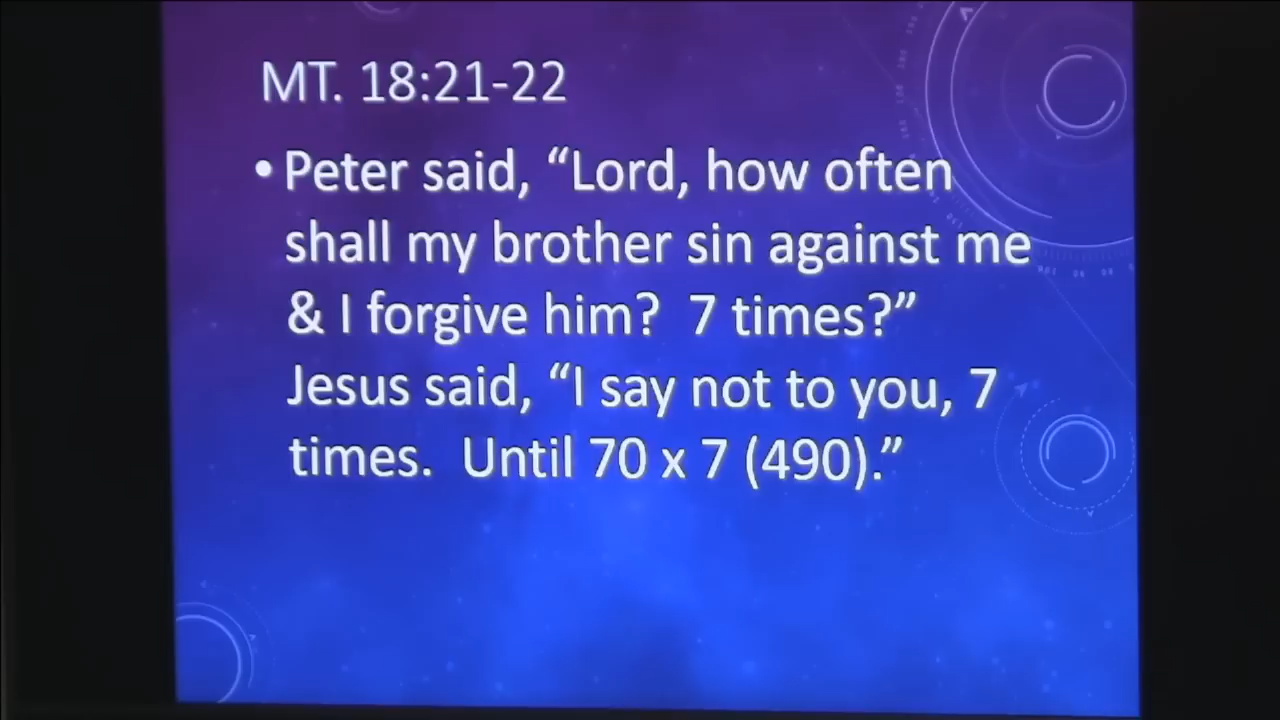 MT. 18:21-22
• Peter said, “Lord, how often
shall my brother sin against me
& I forgive him?  7 times?”
Jesus said, “I say not to you, 7
times.  Until 70 x 7 (490).”